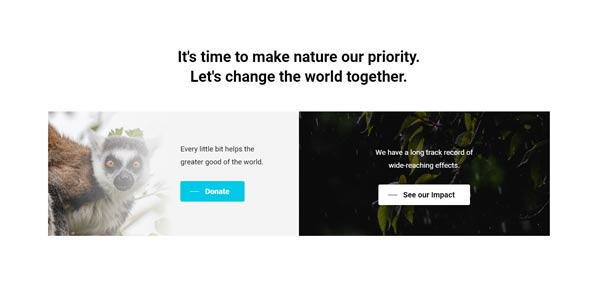 It's time to make nature our priority.
Let's change the world together.
Every little bit helps the
greater good of the world.
Donate
We have a long track record of
wide-reaching effects.
See our Impact